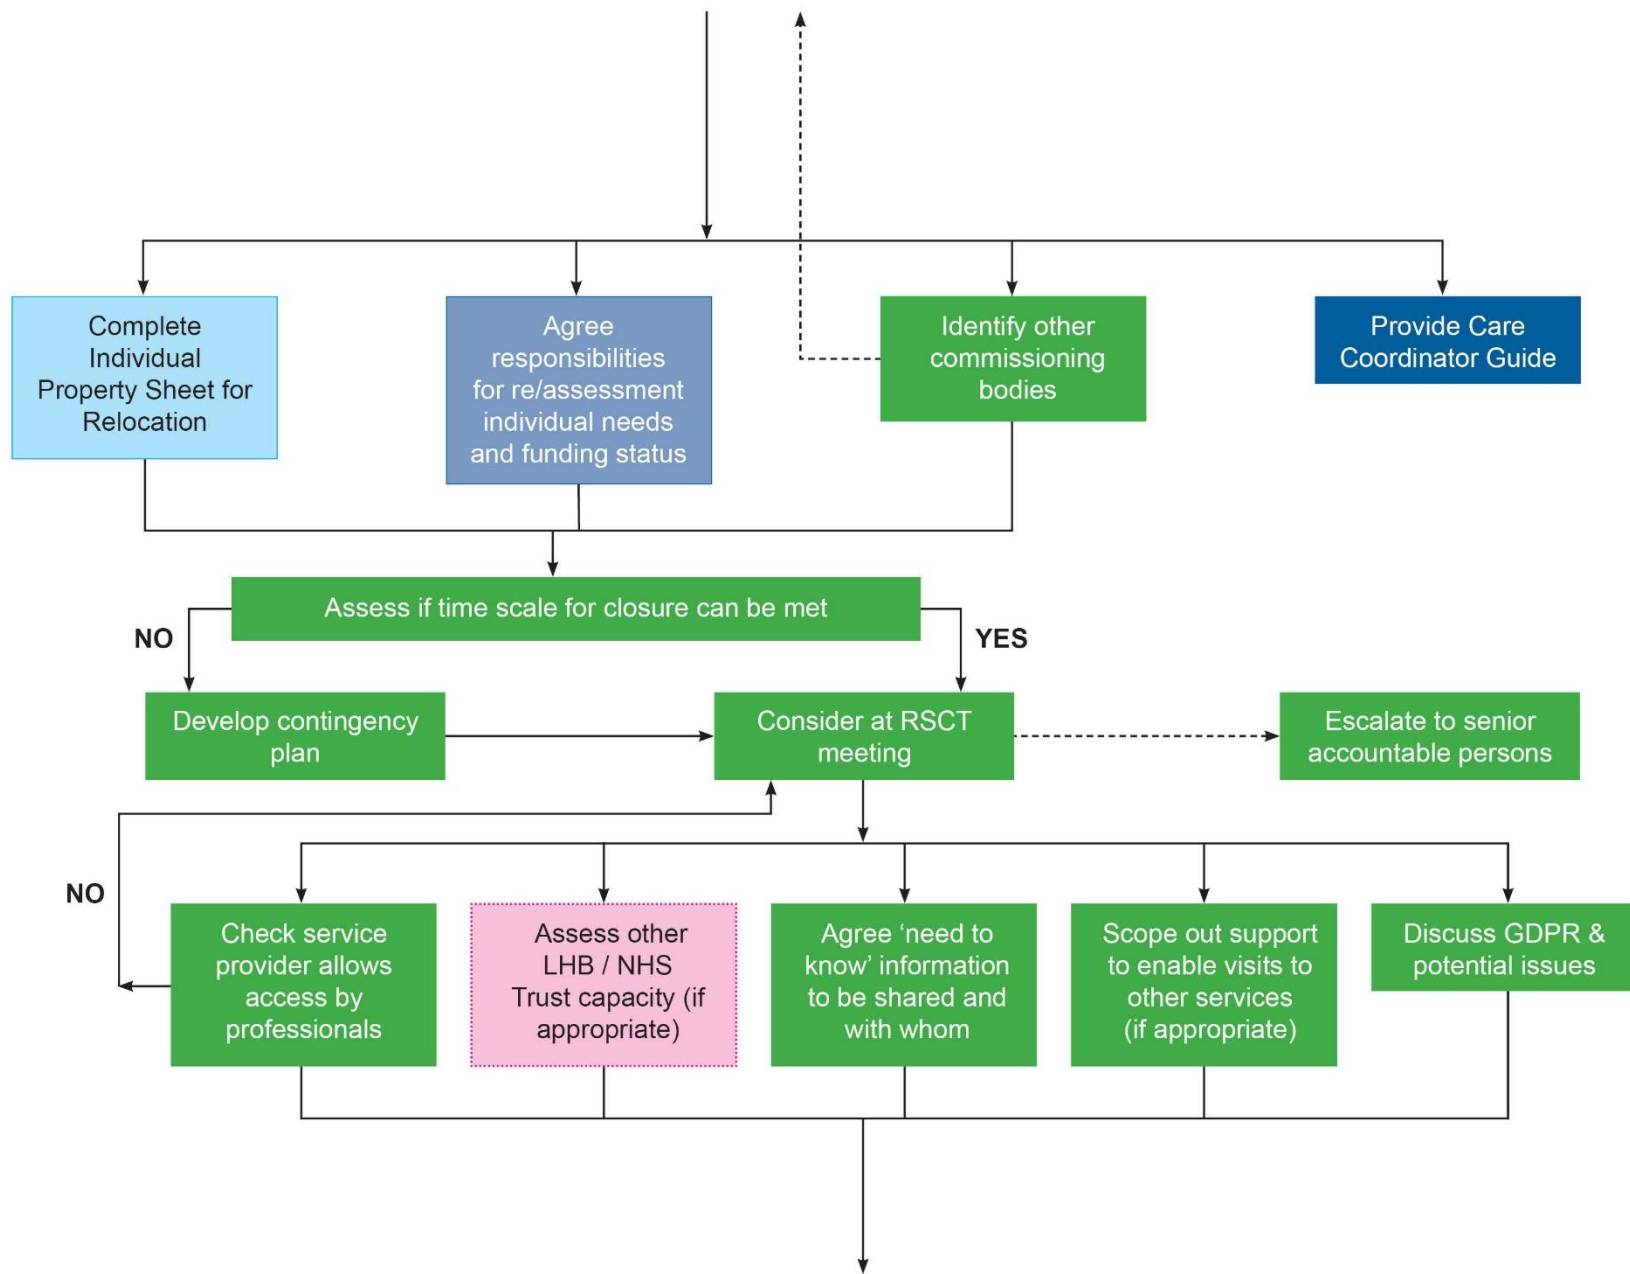 Complete
Individual
Property Sheet for
Relocation
Agree
responsibilities
for re/assessment
individual needs
and funding status
Identify other
commissioning
bodies
Provide Care
Coordinator Guide
Assess if time scale for closure can be met
NO
YES
Develop contingency
plan
Consider at RSCT
meeting
Escalate to senior
accountable persons
NO
Check service
provider allows
access by
professionals
Assess other
LHB / NHS
Trust capacity (if
appropriate)
Agree ‘need to
know’ information
to be shared and
with whom
Scope out support
to enable visits to
other services
(if appropriate)
Discuss GDPR &
potential issues